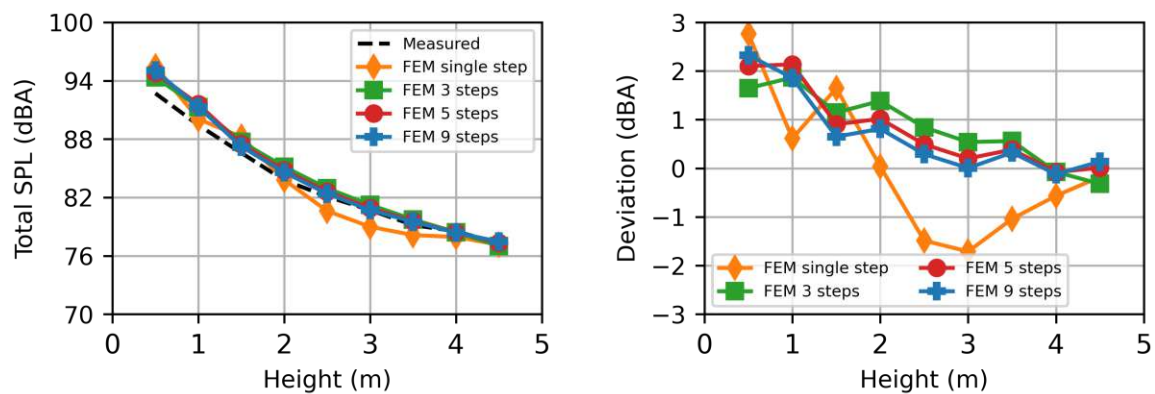 100
94
88
82
76
70
Total SPL (dBA)
0 1 2 3 4 5
Height (m)
Measured
FEM single step
FEM 3 steps
FEM 5 steps
FEM 9 steps
3
2
1
0
−1
−2
−3
Deviation (dBA)
0 1 2 3 4 5
Height (m)
FEM single step FEM 5 steps
FEM 3 steps FEM 9 steps